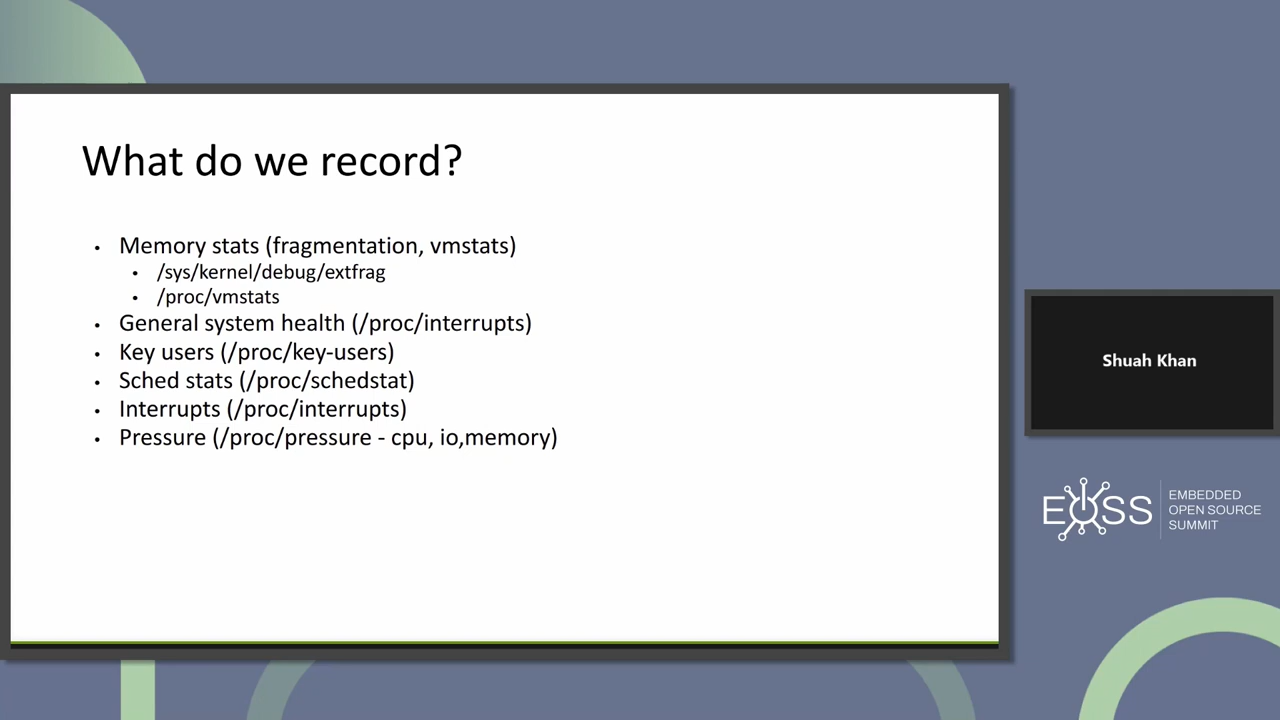 What do we record?
• Memory stats (fragmentation, vmstats)
• /sys/kernel/debug/extfrag
• /proc/vmstats
• General system health (/proc/interrupts)
• Key users (/proc/key-users)
• Sched stats (/proc/schedstat)
• Interrupts (/proc/interrupts)
• Pressure (/proc/pressure - cpu, io,memory)
Shuah Khan
EOSS
EMBEDDED
OPEN SOURCE
SUMMIT